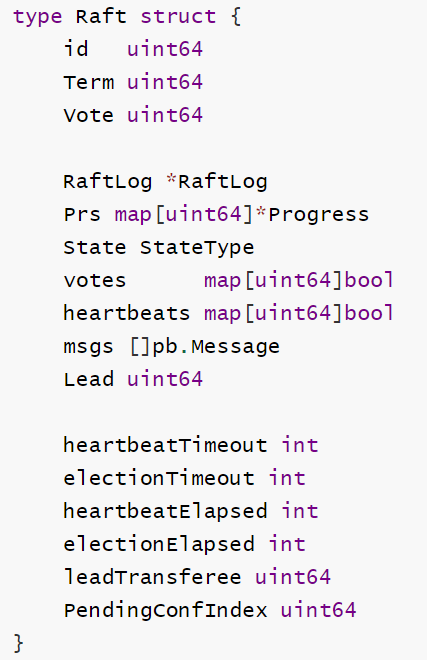 type Raft struct {
    id   uint64
    Term uint64
    Vote uint64

    RaftLog *RaftLog
    Prs map[uint64]*Progress
    State StateType
    votes      map[uint64]bool
    heartbeats map[uint64]bool
    msgs []pb.Message
    Lead uint64

    heartbeatTimeout int
    electionTimeout int
    heartbeatElapsed int
    electionElapsed int
    leadTransferee uint64
    PendingConfIndex uint64
}